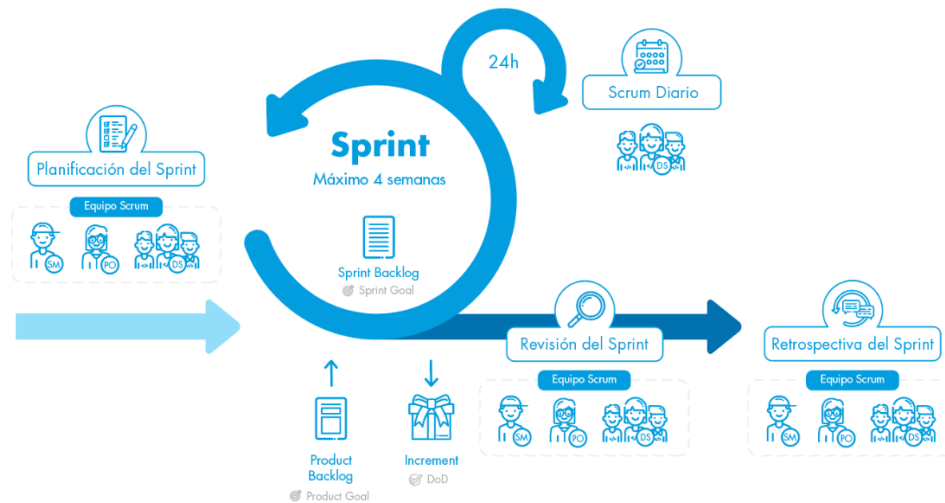 24h
Scrum Diario
DS
Sprint
Máximo 4 semanas
Planificación del Sprint
Equipo Scrum
SM
PO
DS
Sprint Backlog
Sprint Goal
Revisión del Sprint
Equipo Scrum
SM
PO
DS
Retrospectiva del Sprint
Equipo Scrum
SM
PO
DS
Product
Backlog
Product Goal
Increment
DoD